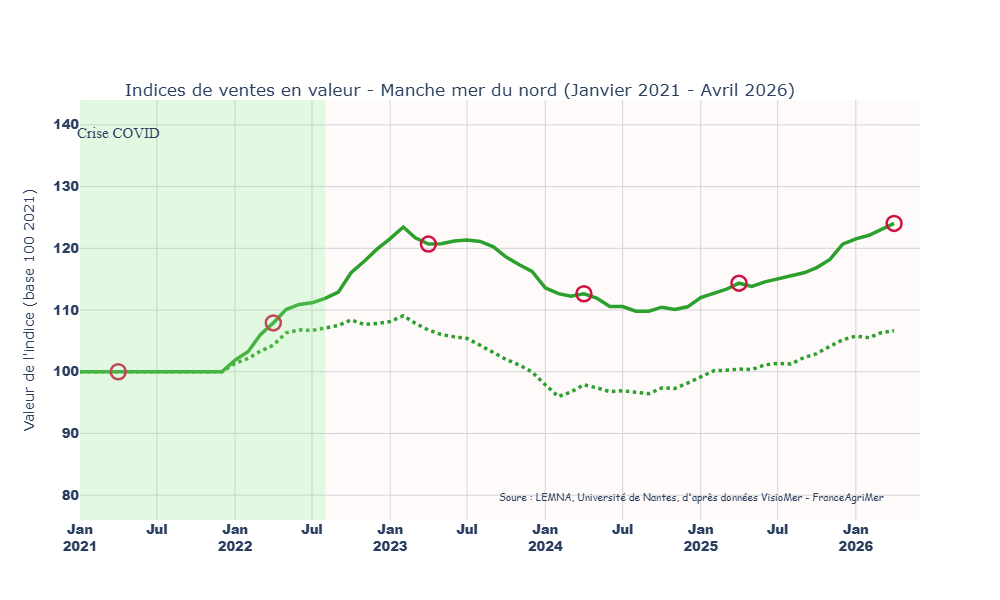 Indices de ventes en valeur - Manche mer du nord (Janvier 2021 - Avril 2026)
Valeur de l'indice (base 100 2021)
140
Crise COVID
130
120
110
100
90
80
Soure : LEMNA, Université de Nantes, d'après données VisioMer - FranceAgriMer
Jan Jul Jan Jul Jan Jul Jan Jul Jan Jul Jan
2021 2022 2023 2024 2025 2026